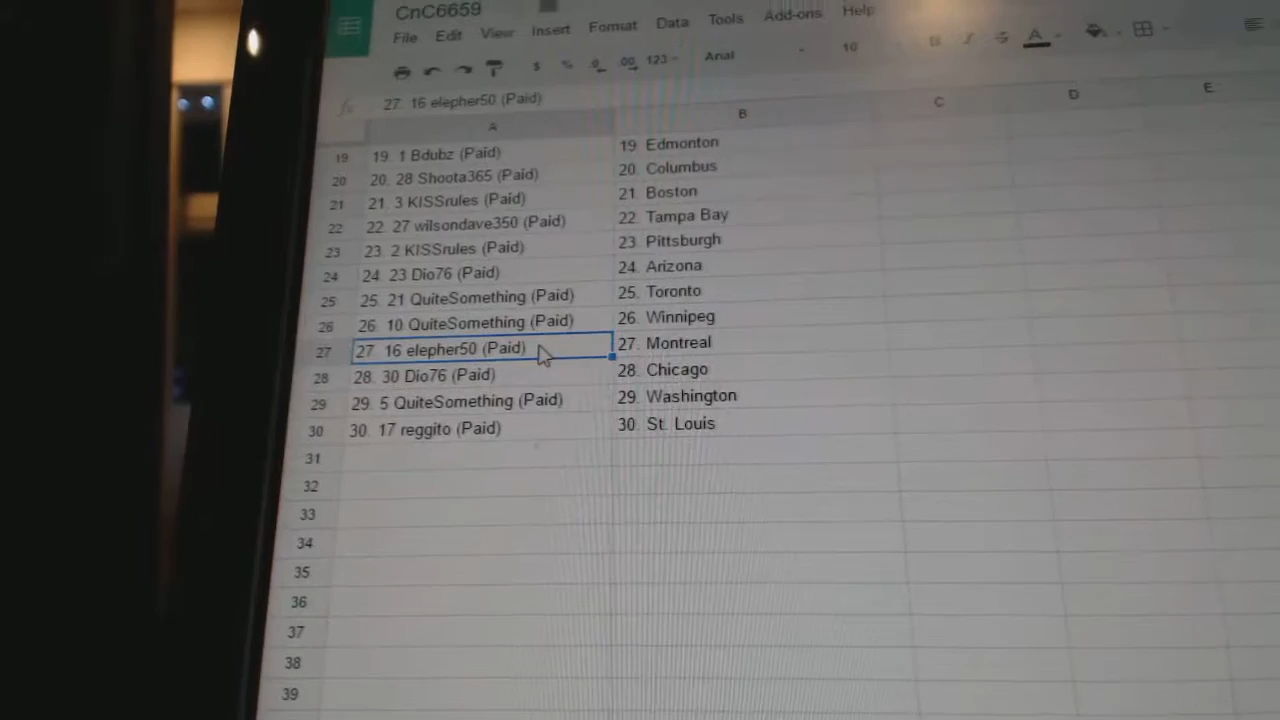 CnC6659
File Edit View Insert Format Data Tools Add-ons Help
$ % .0 .00 123 Arial 10 B I S A
fx 27. 16 elepher50 (Paid)
A B C D E
19 19. 1 Bdubz (Paid) 19 Edmonton
20 20. 28 Shoota365 (Paid) 20. Columbus
21 21. 3 KISSrules (Paid) 21. Boston
22 22. 27 wilsondave350 (Paid) 22. Tampa Bay
23 23. 2 KISSrules (Paid) 23. Pittsburgh
24 24. 23 Dio76 (Paid) 24. Arizona
25 25. 21 QuiteSomething (Paid) 25. Toronto
26 26. 10 QuiteSomething (Paid) 26. Winnipeg
27 27. 16 elepher50 (Paid) 27. Montreal
28 28. 30 Dio76 (Paid) 28. Chicago
29 29. 5 QuiteSomething (Paid) 29. Washington
30 30. 17 reggito (Paid) 30. St. Louis
31
32
33
34
35
36
37
38
39